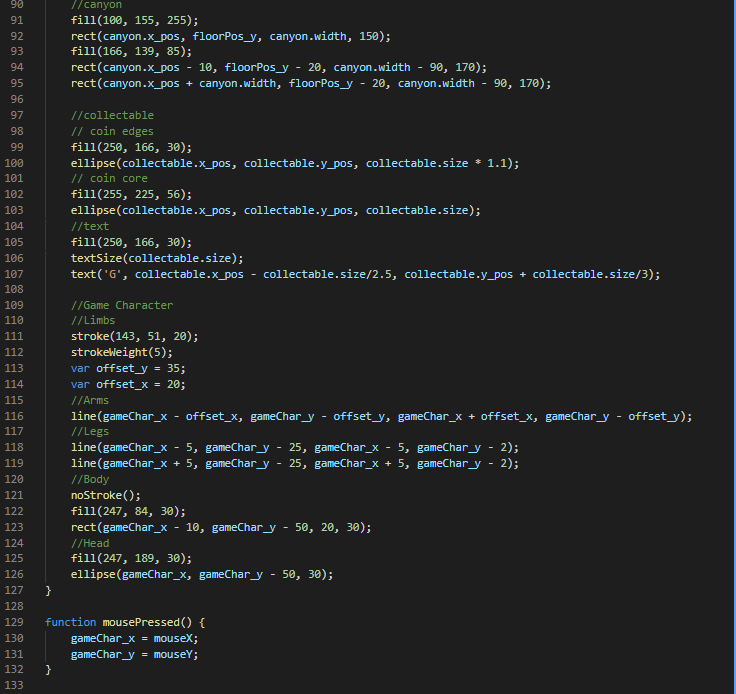 90 //canyon
91 fill(100, 155, 255);
92 rect(canyon.x_pos, floorPos_y, canyon.width, 150);
93 fill(166, 139, 85);
94 rect(canyon.x_pos - 10, floorPos_y - 20, canyon.width - 90, 170);
95 rect(canyon.x_pos + canyon.width, floorPos_y - 20, canyon.width - 90, 170);
96
97 //collectable
98 // coin edges
99 fill(250, 166, 30);
100 ellipse(collectable.x_pos, collectable.y_pos, collectable.size * 1.1);
101 // coin core
102 fill(255, 225, 56);
103 ellipse(collectable.x_pos, collectable.y_pos, collectable.size);
104 //text
105 fill(250, 166, 30);
106 textSize(collectable.size);
107 text('G', collectable.x_pos - collectable.size/2.5, collectable.y_pos + collectable.size/3);
108
109 //Game Character
110 //Limbs
111 stroke(143, 51, 20);
112 strokeWeight(5);
113 var offset_y = 35;
114 var offset_x = 20;
115 //Arms
116 line(gameChar_x - offset_x, gameChar_y - offset_y, gameChar_x + offset_x, gameChar_y - offset_y);
117 //Legs
118 line(gameChar_x - 5, gameChar_y - 25, gameChar_x - 5, gameChar_y - 2);
119 line(gameChar_x + 5, gameChar_y - 25, gameChar_x + 5, gameChar_y - 2);
120 //Body
121 noStroke();
122 fill(247, 84, 30);
123 rect(gameChar_x - 10, gameChar_y - 50, 20, 30);
124 //Head
125 fill(247, 189, 30);
126 ellipse(gameChar_x, gameChar_y - 50, 30);
127 }
128
129 function mousePressed() {
130 gameChar_x = mouseX;
131 gameChar_y = mouseY;
132 }
133